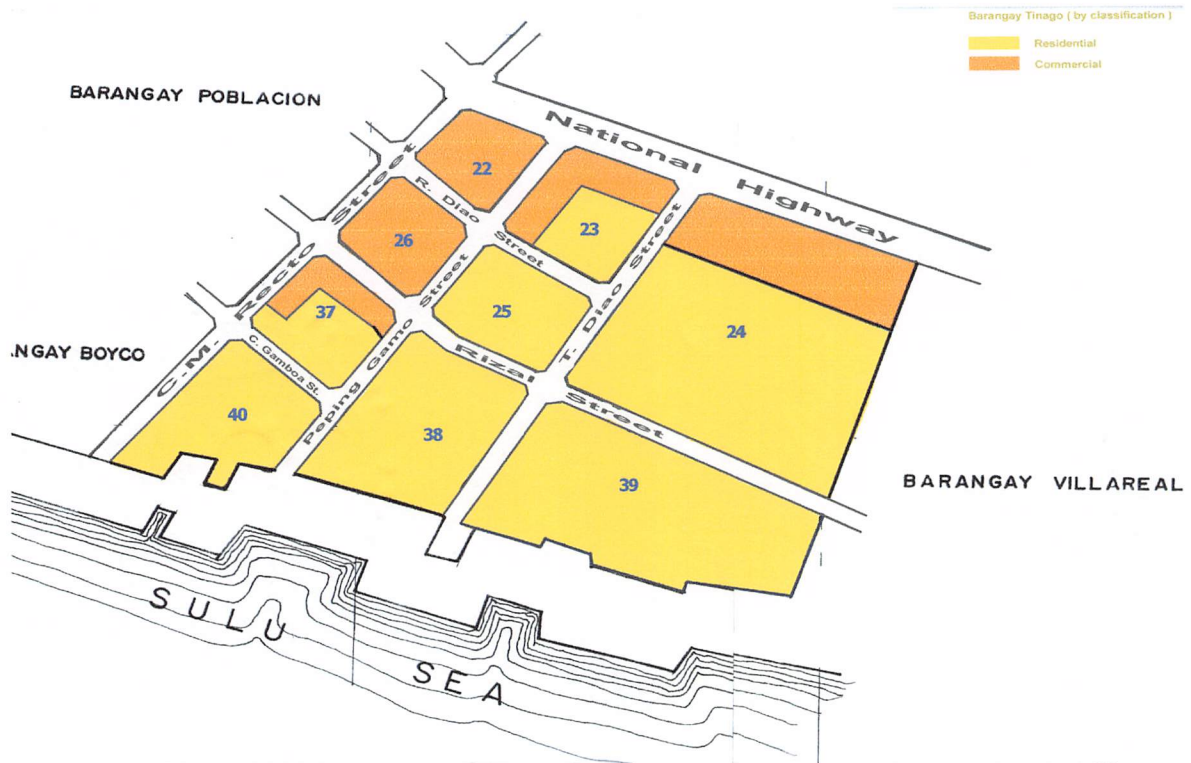 Barangay Tinago ( by classification )
Residential
Commercial
BARANGAY POBLACION
National Highway
22
R. Diao Street
23
C.M. Recto Street
26
Poping Gamo Street
25
T. Diao Street
24
37
C. Gamboa St.
Rizal Street
NGAY BOYCO
40
38
39
BARANGAY VILLAREAL
SULU SEA